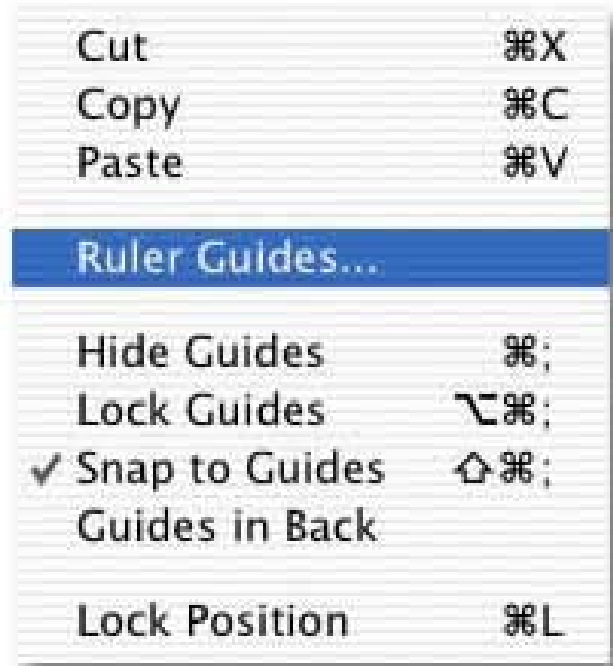 Cut ⌘X
Copy ⌘C
Paste ⌘V
Ruler Guides...
Hide Guides ⌘;
Lock Guides ⌥⌘;
✓ Snap to Guides ⇧⌘;
Guides in Back
Lock Position ⌘L